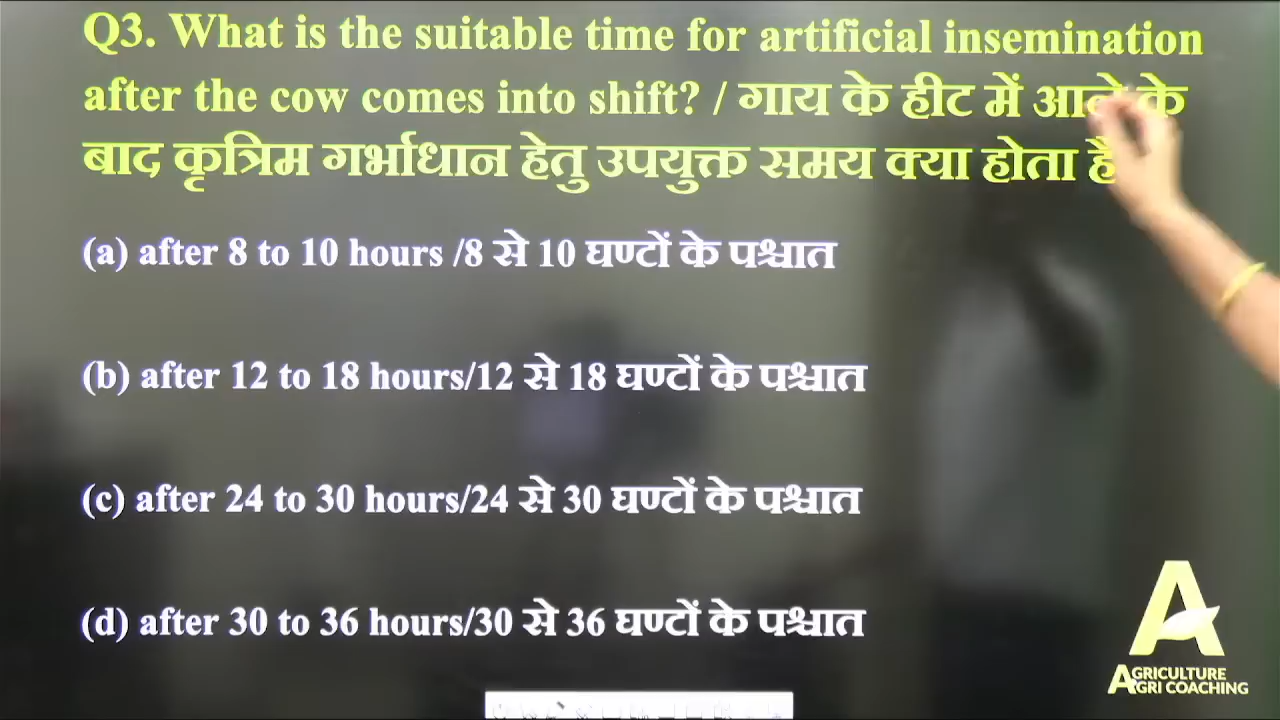 Q3. What is the suitable time for artificial insemination
after the cow comes into shift? / गाय के हीट में आने के
बाद कृत्रिम गर्भाधान हेतु उपयुक्त समय क्या होता है
(a) after 8 to 10 hours /8 से 10 घण्टों के पश्चात
(b) after 12 to 18 hours/12 से 18 घण्टों के पश्चात
(c) after 24 to 30 hours/24 से 30 घण्टों के पश्चात
(d) after 30 to 36 hours/30 से 36 घण्टों के पश्चात
A
AGRICULTURE
AGRI COACHING